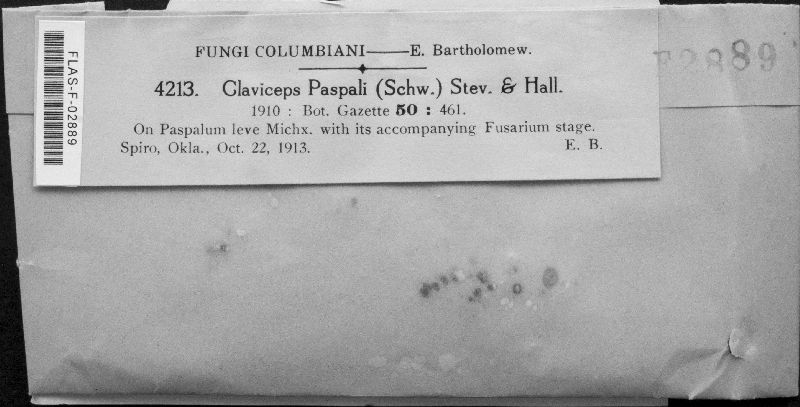 FUNGI COLUMBIANI——E. Bartholomew.
4213. Claviceps Paspali (Schw.) Stev. & Hall.
1910 : Bot. Gazette 50 : 461.
On Paspalum leve Michx. with its accompanying Fusarium stage.
Spiro, Okla., Oct. 22, 1913. E. B.
FLAS-F-02889
F2889